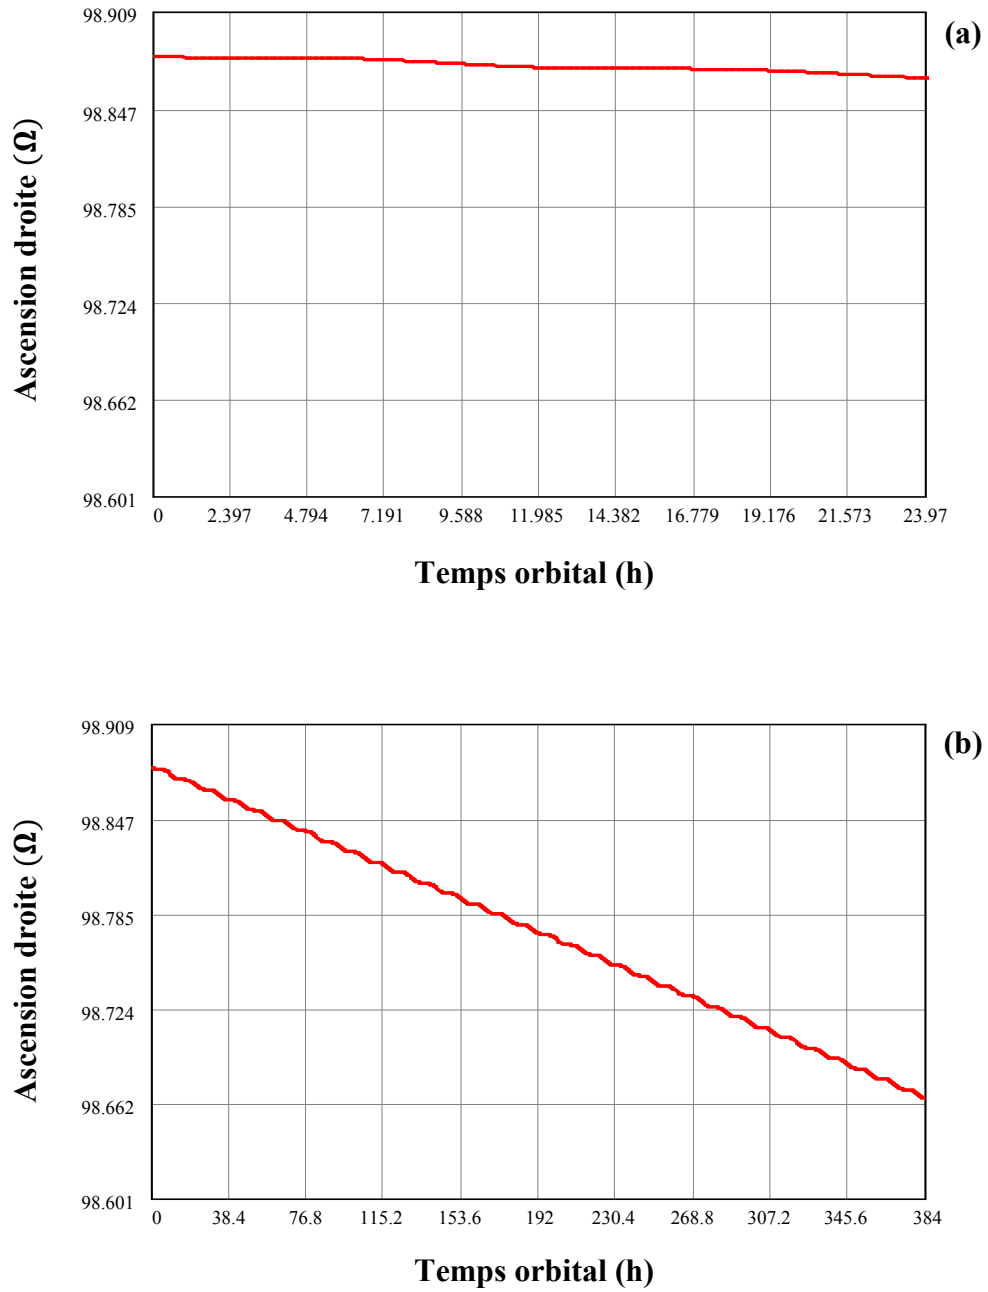 98.909
(a)
98.847
98.785
98.724
98.662
98.601
Ascension droite (Ω)
0 2.397 4.794 7.191 9.588 11.985 14.382 16.779 19.176 21.573 23.97
Temps orbital (h)
98.909
(b)
98.847
98.785
98.724
98.662
98.601
Ascension droite (Ω)
0 38.4 76.8 115.2 153.6 192 230.4 268.8 307.2 345.6 384
Temps orbital (h)